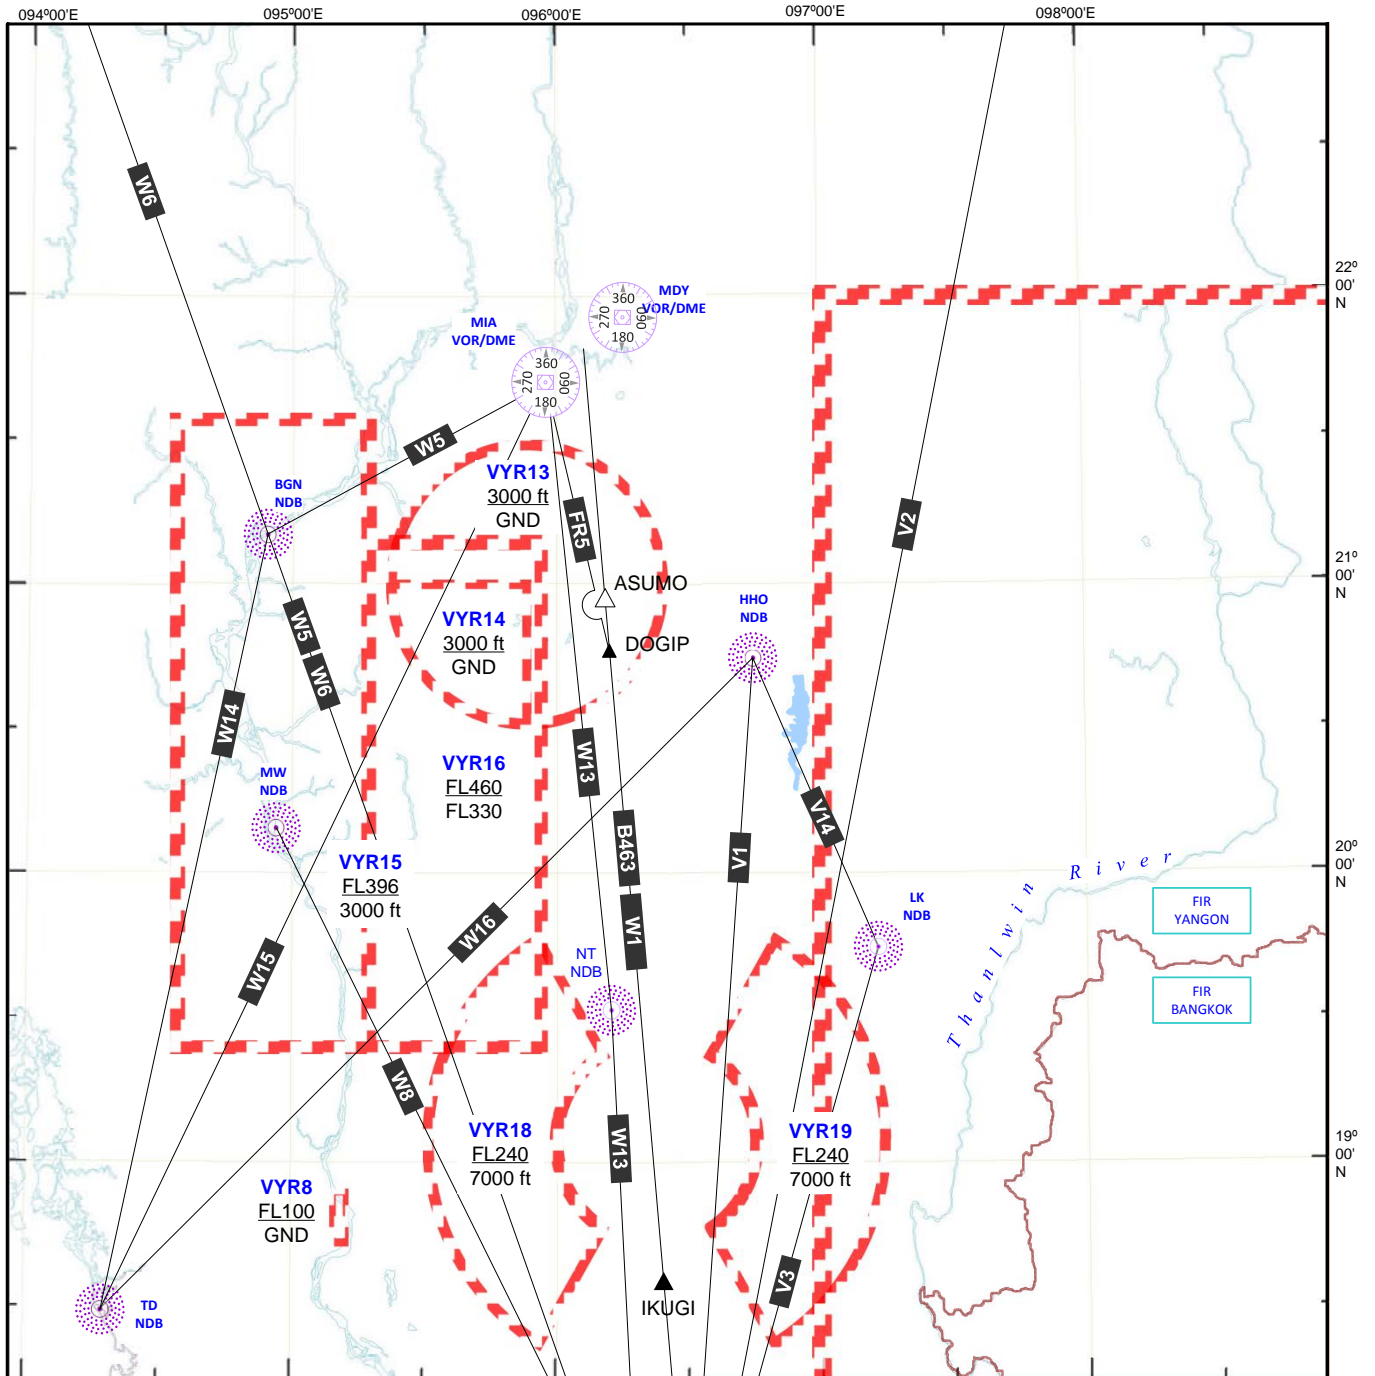 094º00'E
095º00'E
096º00'E
097º00'E
098º00'E
W6
22º
00'
N
MDY
VOR/DME
360
060
180
270
MIA
VOR/DME
360
060
180
270
W5
VYR13
3000 ft
GND
BGN
NDB
FR5
V2
21º
00'
N
ASUMO
HHO
NDB
VYR14
3000 ft
GND
DOGIP
W5
W6
W14
W13
VYR16
FL460
FL330
MW
NDB
V14
B463
V1
VYR15
FL396
3000 ft
20º
00'
N
Thanlwin River
LK
NDB
FIR
YANGON
W16
W1
W15
NT
NDB
FIR
BANGKOK
W8
VYR18
FL240
7000 ft
W13
VYR19
FL240
7000 ft
19º
00'
N
VYR8
FL100
GND
V3
IKUGI
TD
NDB